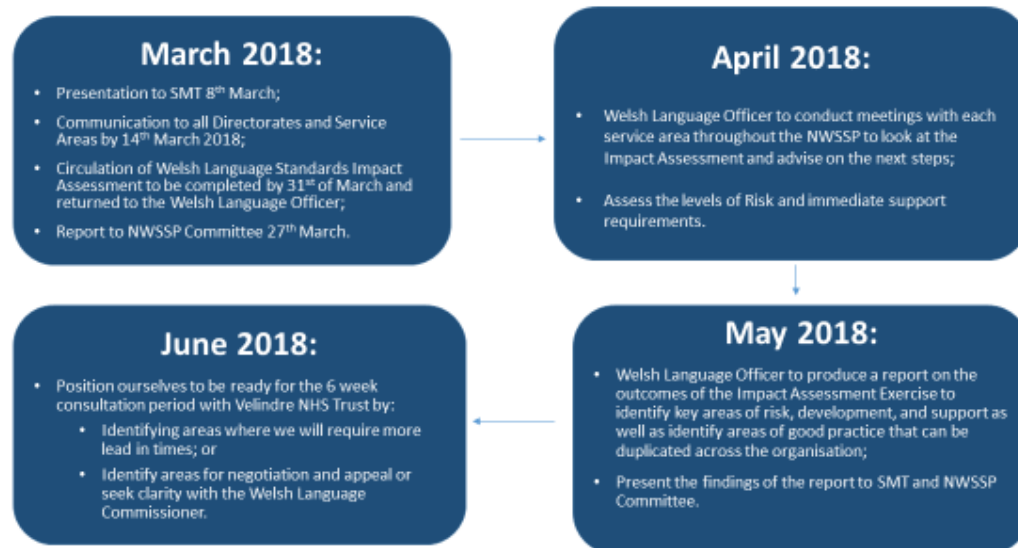 March 2018:
• Presentation to SMT 8th March;
• Communication to all Directorates and Service
Areas by 14th March 2018;
• Circulation of Welsh Language Standards Impact
Assessment to be completed by 31st of March and
returned to the Welsh Language Officer;
• Report to NWSSP Committee 27th March.
April 2018:
• Welsh Language Officer to conduct meetings with each
service area throughout the NWSSP to look at the
Impact Assessment and advise on the next steps;
• Assess the levels of Risk and immediate support
requirements.
May 2018:
• Welsh Language Officer to produce a report on the
outcomes of the Impact Assessment Exercise to
identify key areas of risk, development, and support as
well as identify areas of good practice that can be
duplicated across the organisation;
• Present the findings of the report to SMT and NWSSP
Committee.
June 2018:
• Position ourselves to be ready for the 6 week
consultation period with Velindre NHS Trust by:
• Identifying areas where we will require more
lead in times; or
• Identify areas for negotiation and appeal or
seek clarity with the Welsh Language
Commissioner.